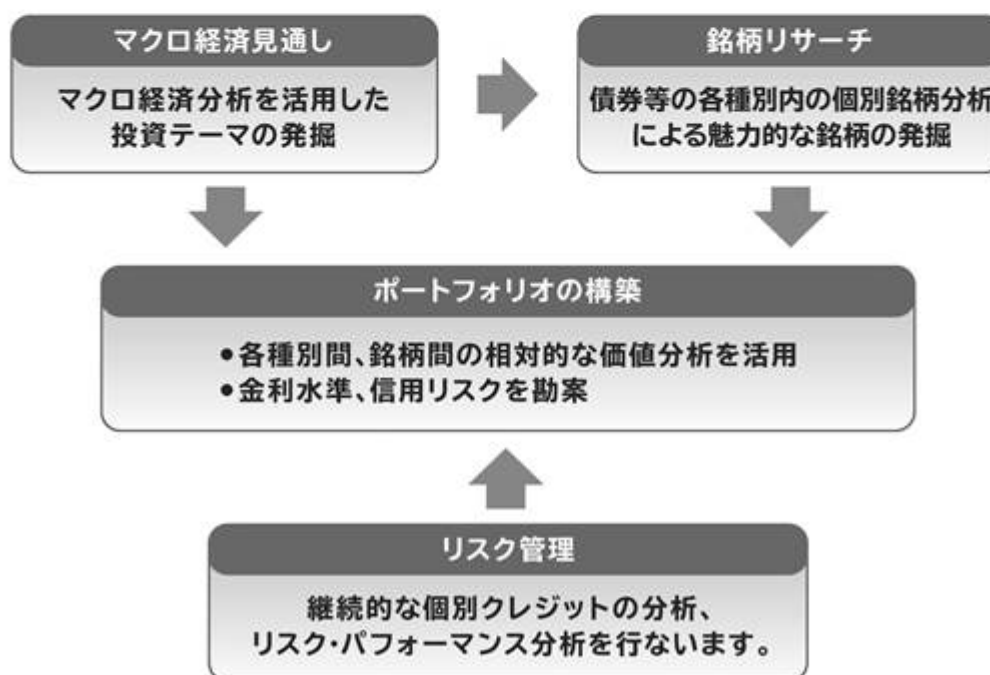 マクロ経済見通し
マクロ経済分析を活用した
投資テーマの発掘
銘柄リサーチ
債券等の各種別内の個別銘柄分析
による魅力的な銘柄の発掘
ポートフォリオの構築
●各種別間、銘柄間の相対的な価値分析を活用
●金利水準、信用リスクを勘案
リスク管理
継続的な個別クレジットの分析、
リスク・パフォーマンス分析を行ないます。